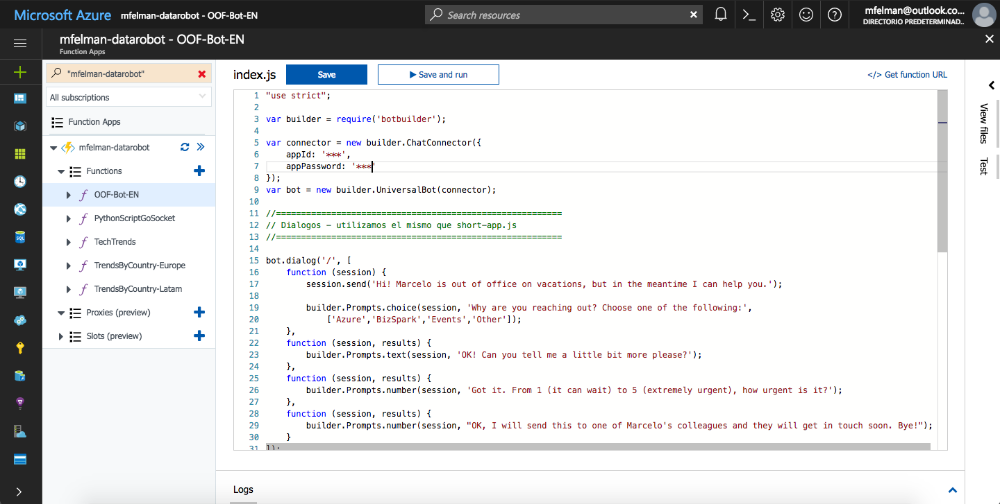 Microsoft Azure mfelman-datarobot - OOF-Bot-EN
Search resources
mfelman@outlook.co...
DIRECTORIO PREDETERMINAD..
mfelman-datarobot - OOF-Bot-EN
Function Apps
"mfelman-datarobot"
All subscriptions
Function Apps
mfelman-datarobot
Functions
OOF-Bot-EN
PythonScriptGoSocket
TechTrends
TrendsByCountry-Europe
TrendsByCountry-Latam
Proxies (preview)
Slots (preview)
index.js
Save
Save and run
</> Get function URL
1 "use strict";
2
3 var builder = require('botbuilder');
4
5 var connector = new builder.ChatConnector({
6     appId: '***',
7     appPassword: '***'
8 });
9 var bot = new builder.UniversalBot(connector);
10
11 //=========================================================
12 // Dialogos - utilizamos el mismo que short-app.js
13 //=========================================================
14
15 bot.dialog('/', [
16     function (session) {
17         session.send('Hi! Marcelo is out of office on vacations, but in the meantime I can help you.');
18
19         builder.Prompts.choice(session, 'Why are you reaching out? Choose one of the following:',
20             ['Azure','BizSpark','Events','Other']);
21     },
22     function (session, results) {
23         builder.Prompts.text(session, 'OK! Can you tell me a little bit more please?');
24     },
25     function (session, results) {
26         builder.Prompts.number(session, 'Got it. From 1 (it can wait) to 5 (extremely urgent), how urgent is it?');
27     },
28     function (session, results) {
29         builder.Prompts.number(session, "OK, I will send this to one of Marcelo's colleagues and they will get in touch soon. Bye!");
30     }
31 ]);
View files
Test
Logs
SQL